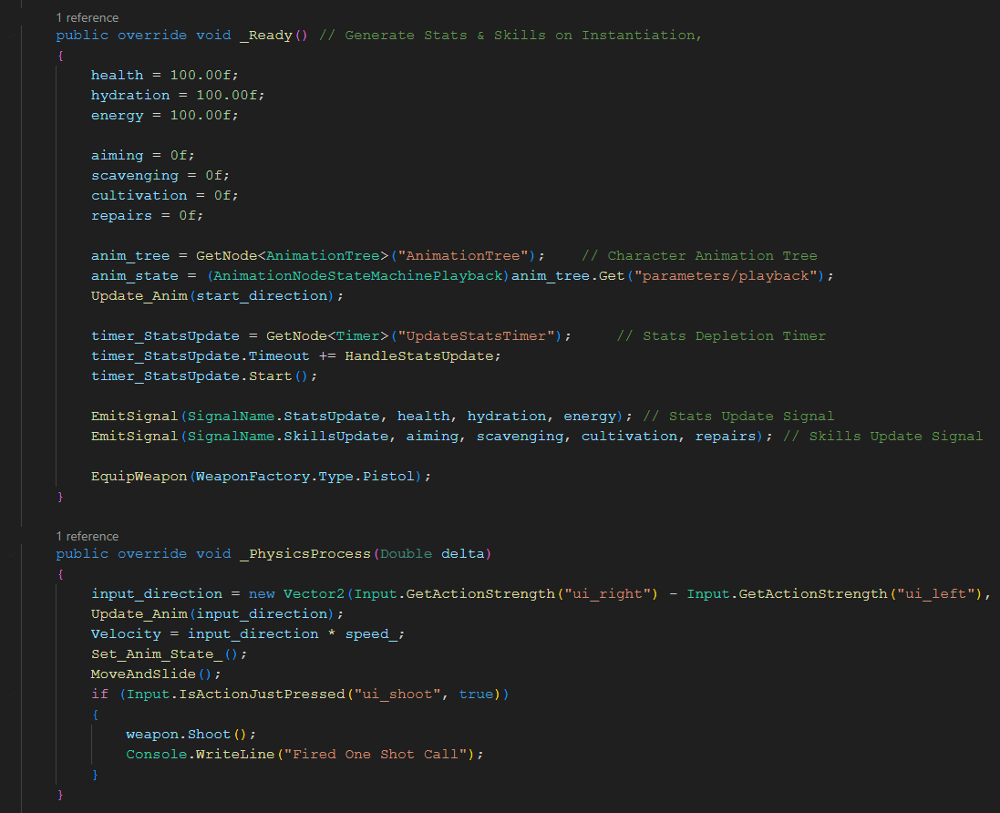 1 reference
public override void _Ready() // Generate Stats & Skills on Instantiation,
{
health = 100.00f;
hydration = 100.00f;
energy = 100.00f;
aiming = 0f;
scavenging = 0f;
cultivation = 0f;
repairs = 0f;
anim_tree = GetNode<AnimationTree>("AnimationTree"); // Character Animation Tree
anim_state = (AnimationNodeStateMachinePlayback)anim_tree.Get("parameters/playback");
Update_Anim(start_direction);
timer_StatsUpdate = GetNode<Timer>("UpdateStatsTimer"); // Stats Depletion Timer
timer_StatsUpdate.Timeout += HandleStatsUpdate;
timer_StatsUpdate.Start();
EmitSignal(SignalName.StatsUpdate, health, hydration, energy); // Stats Update Signal
EmitSignal(SignalName.SkillsUpdate, aiming, scavenging, cultivation, repairs); // Skills Update Signal
EquipWeapon(WeaponFactory.Type.Pistol);
}
1 reference
public override void _PhysicsProcess(Double delta)
{
input_direction = new Vector2(Input.GetActionStrength("ui_right") - Input.GetActionStrength("ui_left"),
Update_Anim(input_direction);
Velocity = input_direction * speed_;
Set_Anim_State_();
MoveAndSlide();
if (Input.IsActionJustPressed("ui_shoot", true))
{
weapon.Shoot();
Console.WriteLine("Fired One Shot Call");
}
}